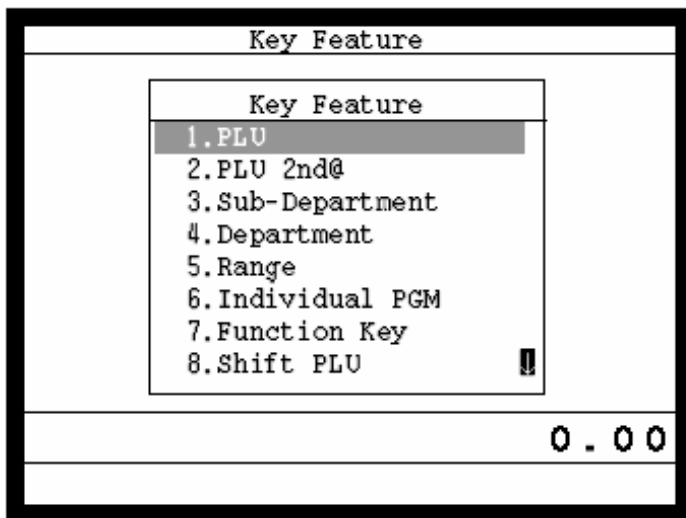 Key Feature
Key Feature
1.PLU
2.PLU 2nd@
3.Sub-Department
4.Department
5.Range
6.Individual PGM
7.Function Key
8.Shift PLU ↓
0.00